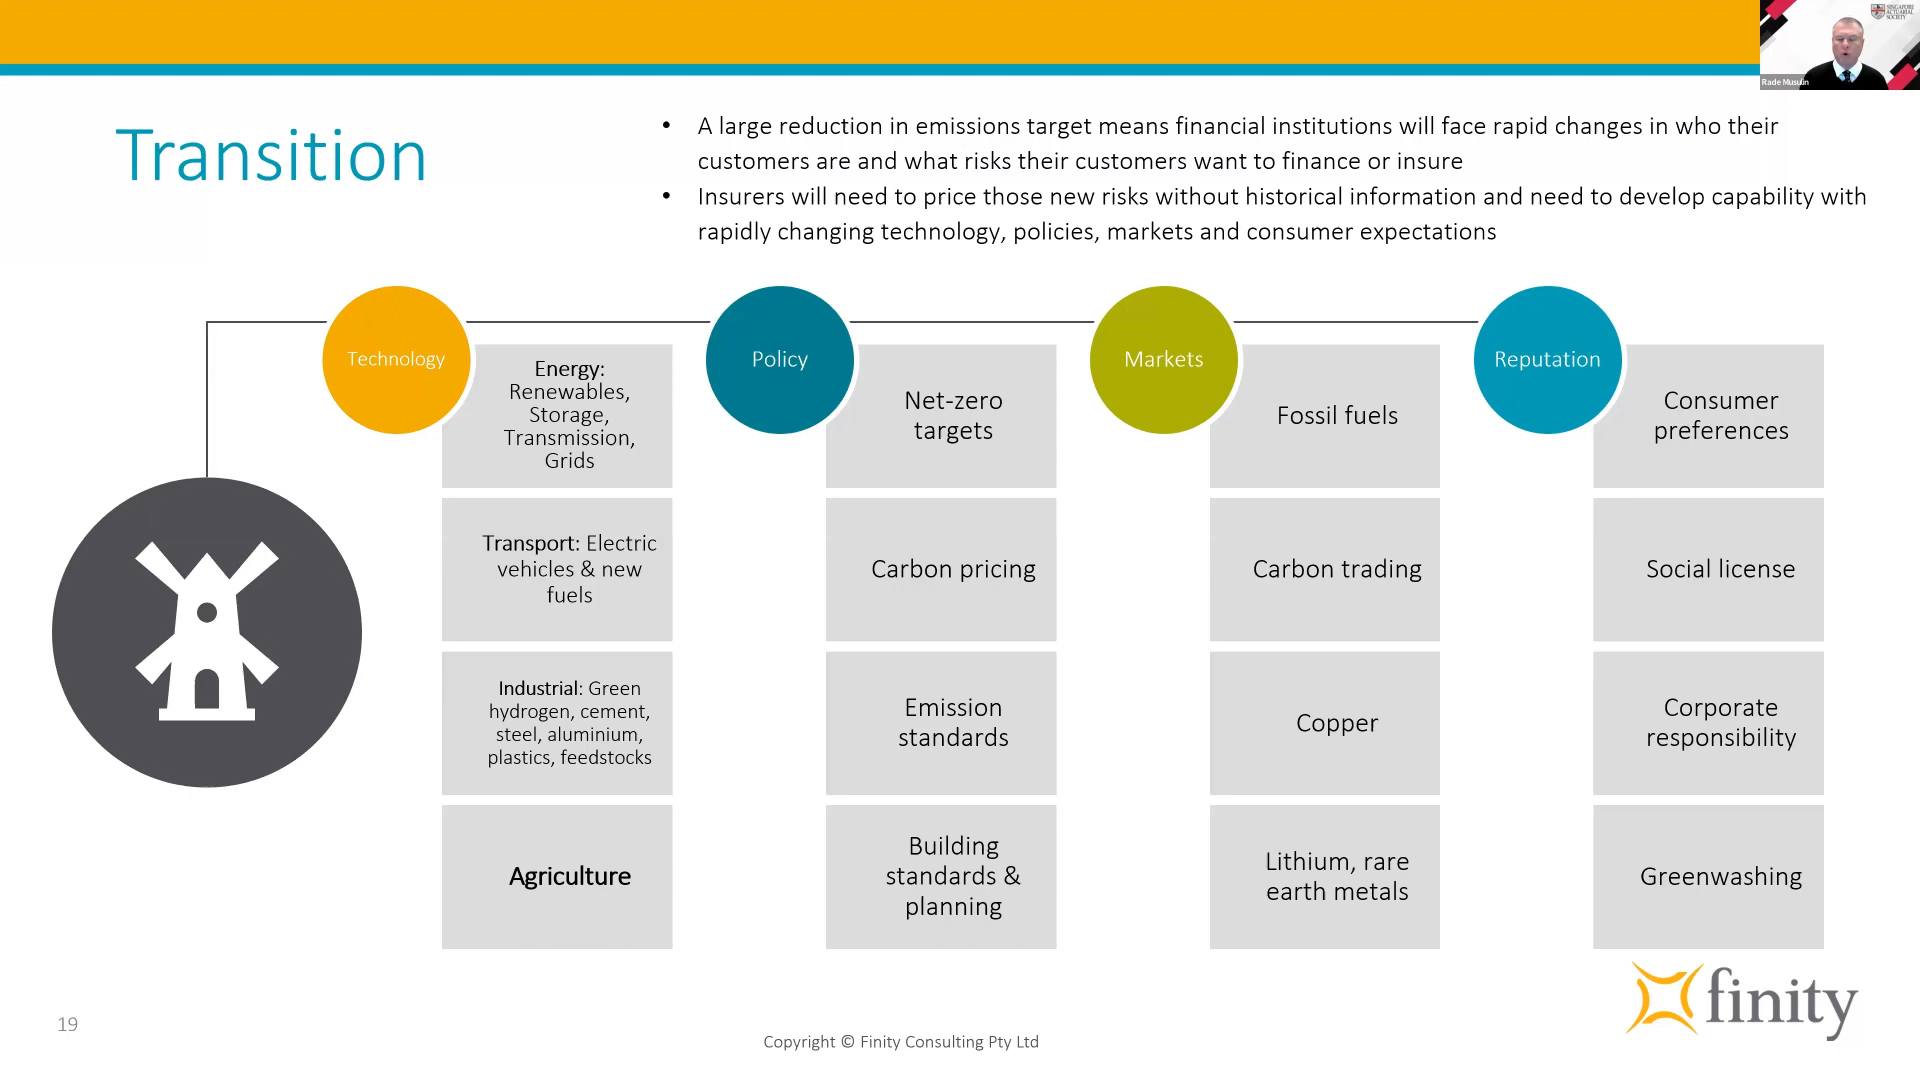 SINGAPORE
ACTUARIAL
SOCIETY
Rade Musulin
Transition
• A large reduction in emissions target means financial institutions will face rapid changes in who their
customers are and what risks their customers want to finance or insure
• Insurers will need to price those new risks without historical information and need to develop capability with
rapidly changing technology, policies, markets and consumer expectations
Technology
Energy:
Renewables,
Storage,
Transmission,
Grids
Transport: Electric
vehicles & new
fuels
Industrial: Green
hydrogen, cement,
steel, aluminium,
plastics, feedstocks
Agriculture
Policy
Net-zero
targets
Carbon pricing
Emission
standards
Building
standards &
planning
Markets
Fossil fuels
Carbon trading
Copper
Lithium, rare
earth metals
Reputation
Consumer
preferences
Social license
Corporate
responsibility
Greenwashing
finity
19
Copyright © Finity Consulting Pty Ltd